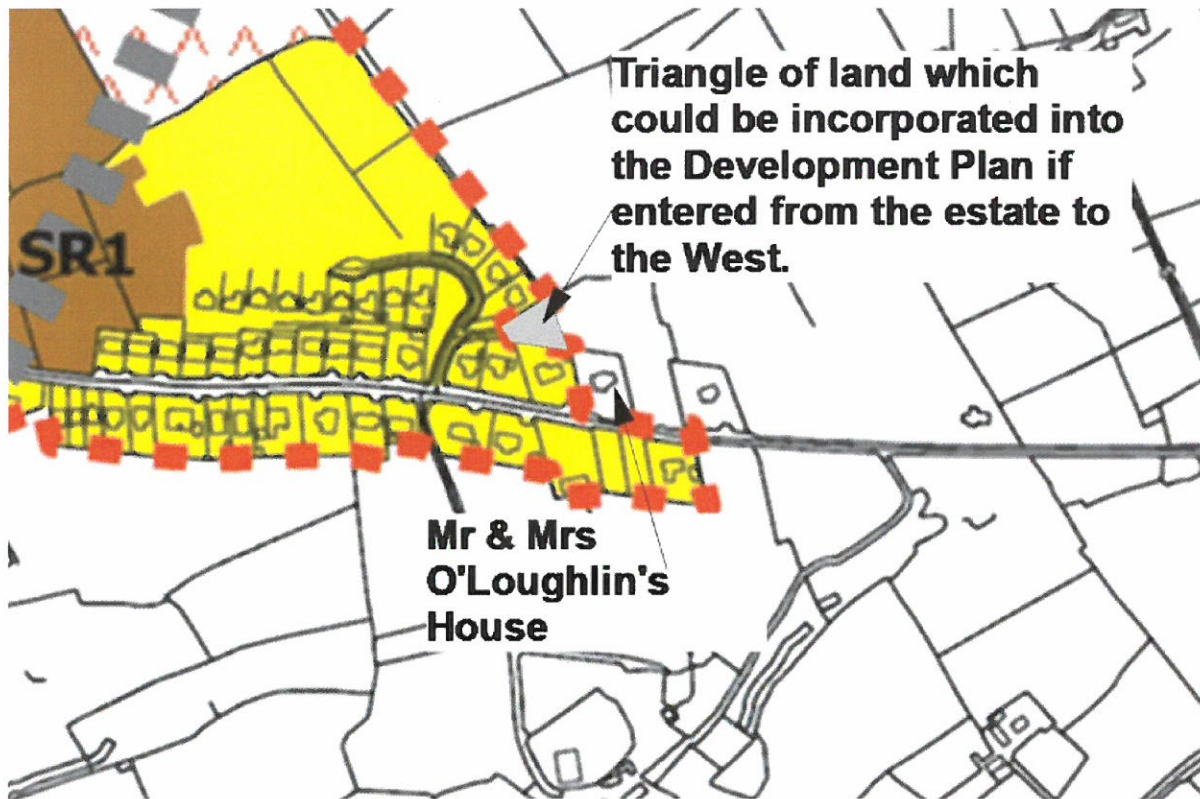 Triangle of land which
could be incorporated into
the Development Plan if
entered from the estate to
the West.
SR1
Mr & Mrs
O'Loughlin's
House